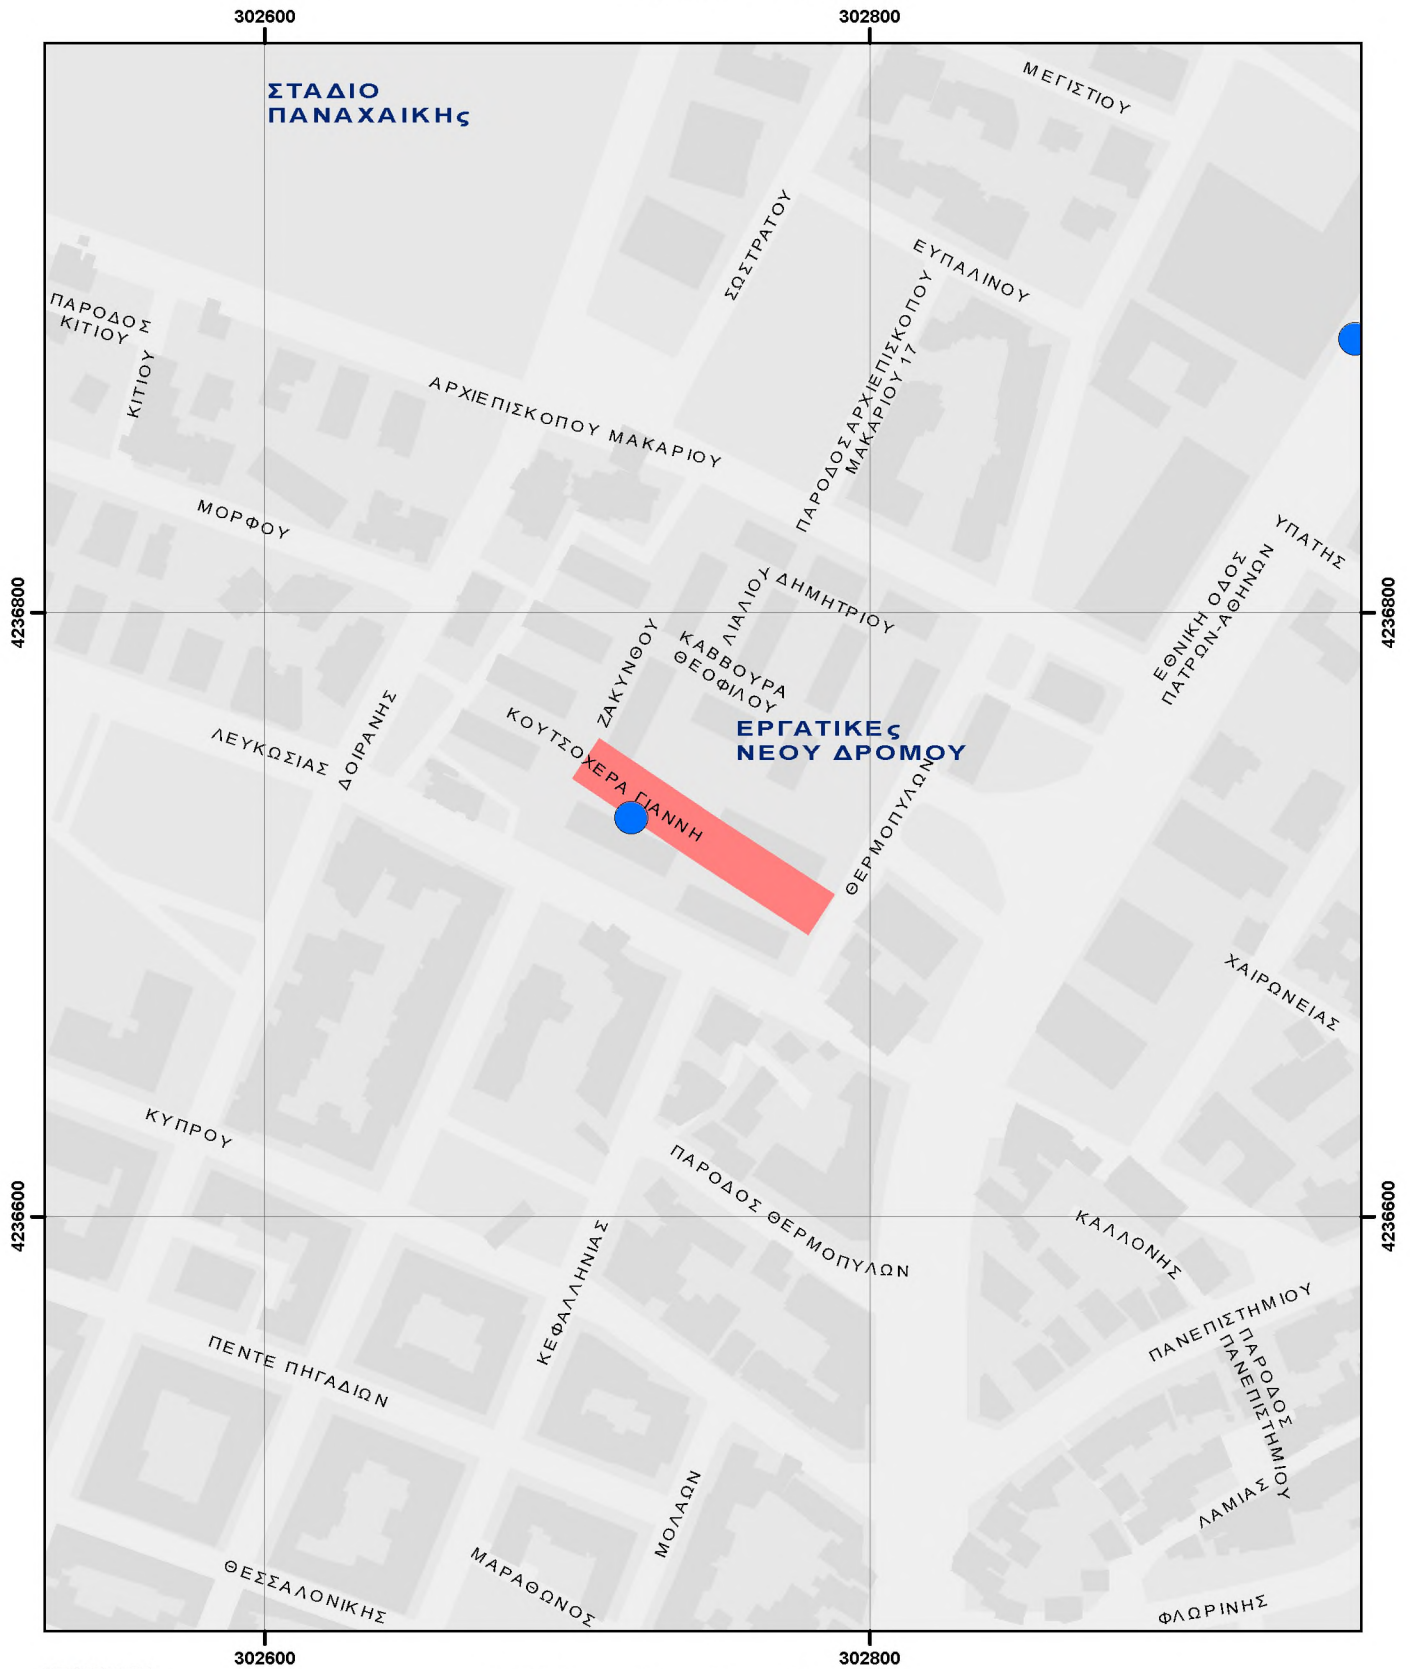 302600
302800
ΜΕΓΙΣΤΙΟΥ
ΣΤΑΔΙΟ
ΠΑΝΑΧΑΙΚΗς
ΣΩΣΤΡΑΤΟΥ
ΕΥΠΑΛΙΝΟΥ
ΠΑΡΟΔΟΣ
ΚΙΤΙΟΥ
ΚΙΤΙΟΥ
ΠΑΡΟΔΟΣ ΑΡΧΙΕΠΙΣΚΟΠΟΥ
ΜΑΚΑΡΙΟΥ 17
ΑΡΧΙΕΠΙΣΚΟΠΟΥ ΜΑΚΑΡΙΟΥ
ΜΟΡΦΟΥ
ΥΠΑΤΗΣ
ΕΘΝΙΚΗ ΟΔΟΣ
ΠΑΤΡΩΝ-ΑΘΗΝΩΝ
4236800
4236800
ΛΙΑΛΙΟΥ
ΔΗΜΗΤΡΙΟΥ
ΖΑΚΥΝΘΟΥ
ΚΑΒΒΟΥΡΑ
ΘΕΟΦΙΛΟΥ
ΔΟΙΡΑΝΗΣ
ΛΕΥΚΩΣΙΑΣ
ΚΟΥΤΣΟΧΕΡΑ ΓΙΑΝΝΗ
ΕΡΓΑΤΙΚΕς
ΝΕΟΥ ΔΡΟΜΟΥ
ΘΕΡΜΟΠΥΛΩΝ
ΧΑΙΡΩΝΕΙΑΣ
ΚΥΠΡΟΥ
ΠΑΡΟΔΟΣ ΘΕΡΜΟΠΥΛΩΝ
4236600
4236600
ΚΑΛΛΟΝΗΣ
ΚΕΦΑΛΛΗΝΙΑΣ
ΠΑΝΕΠΙΣΤΗΜΙΟΥ
ΠΑΡΟΔΟΣ
ΠΑΝΕΠΙΣΤΗΜΙΟΥ
ΠΕΝΤΕ ΠΗΓΑΔΙΩΝ
ΛΑΜΙΑΣ
ΜΟΛΑΩΝ
ΜΑΡΑΘΩΝΟΣ
ΘΕΣΣΑΛΟΝΙΚΗΣ
ΦΛΩΡΙΝΗΣ
302600
302800